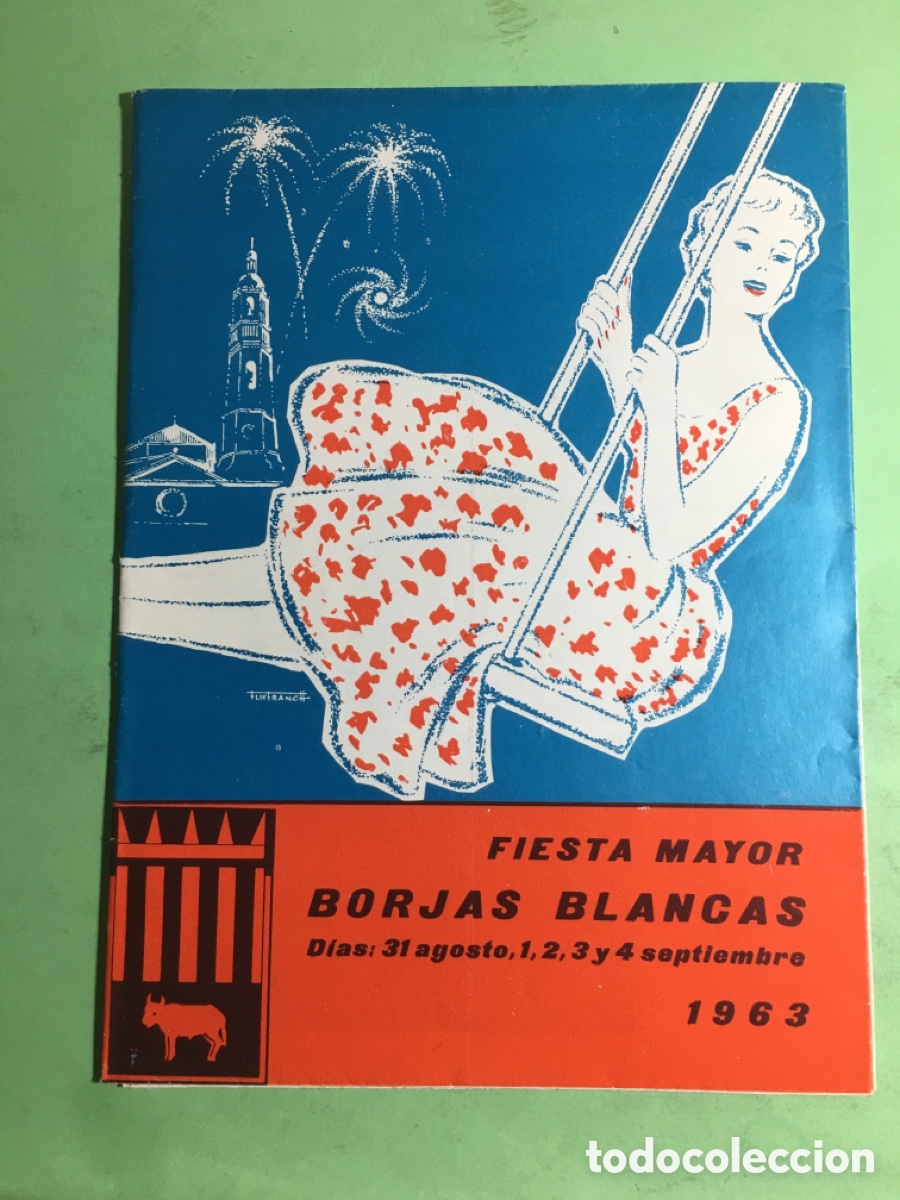 FIESTA MAYOR
BORJAS BLANCAS
Días: 31 agosto, 1, 2, 3 y 4 septiembre
1963
todocoleccion